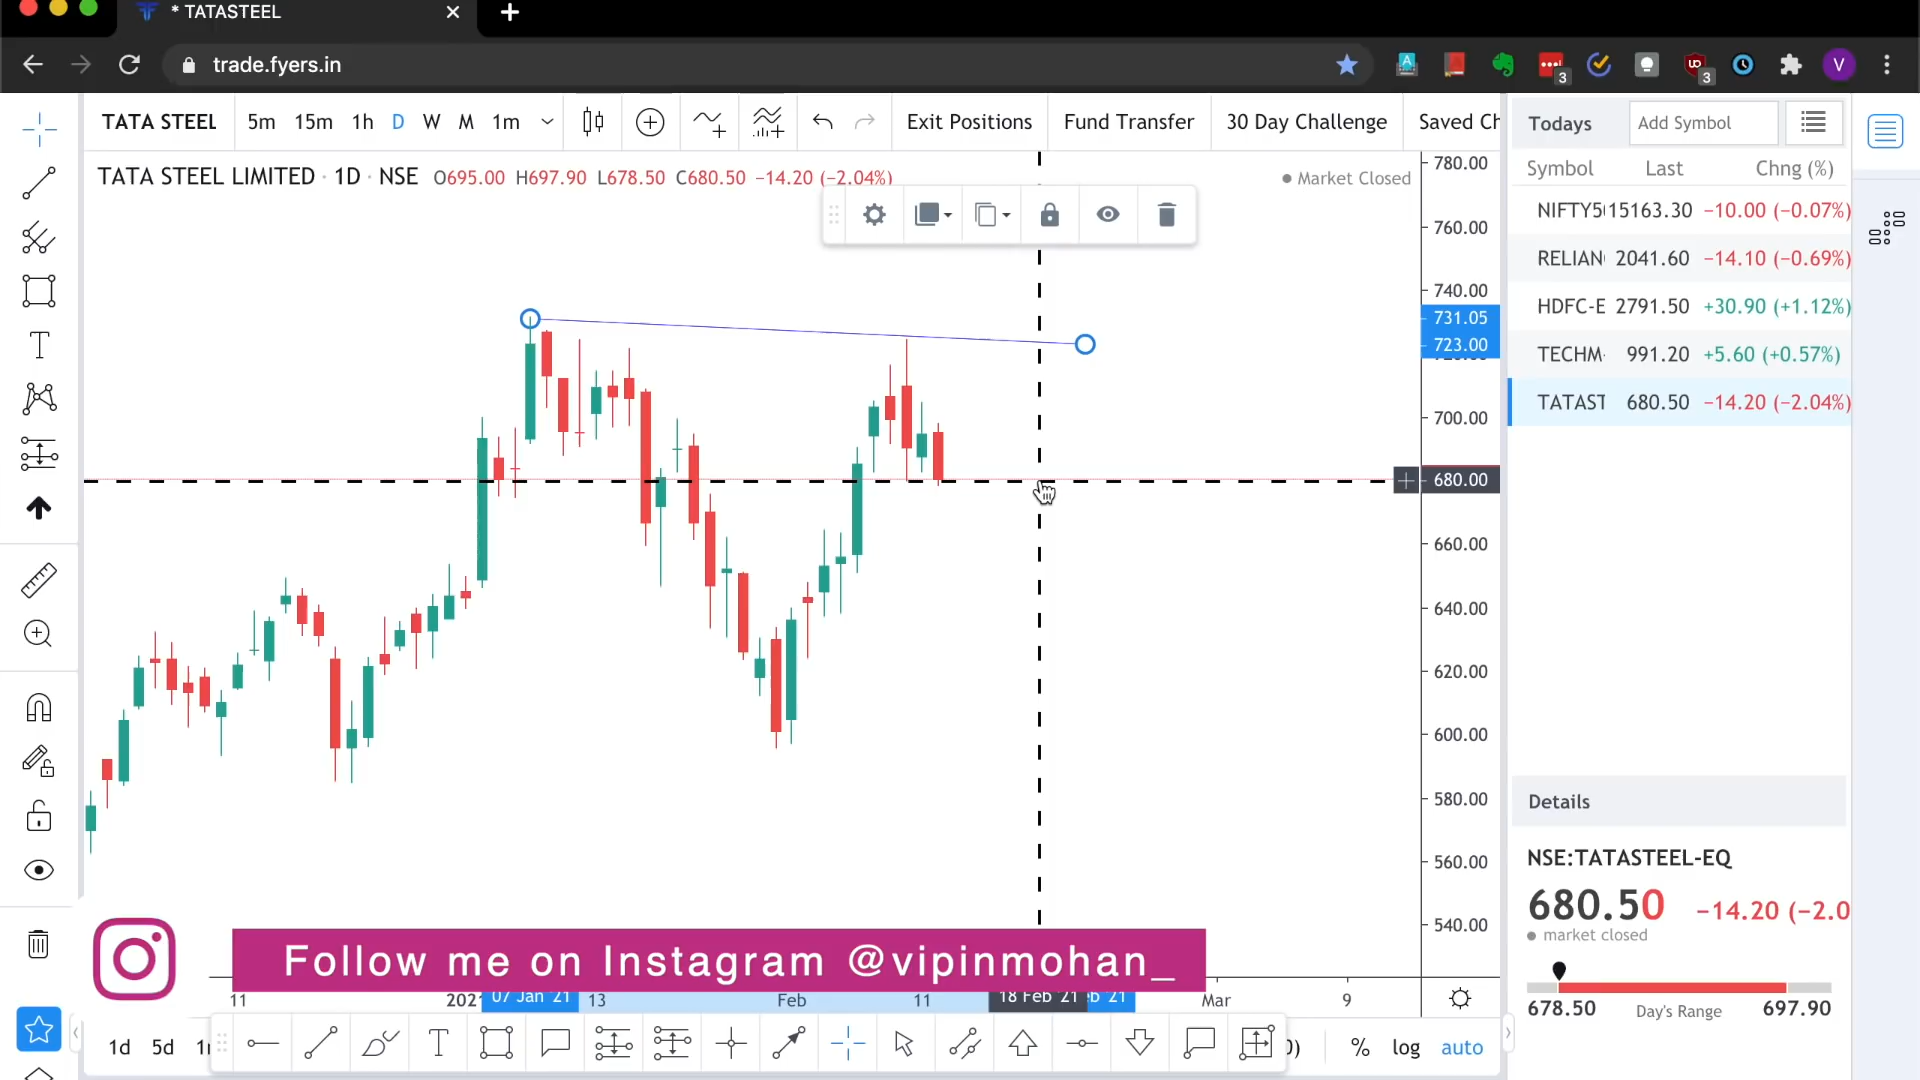 * TATASTEEL
trade.fyers.in
3
3
V
TATA STEEL 5m 15m 1h D W M 1m Exit Positions Fund Transfer 30 Day Challenge Saved Ch
TATA STEEL LIMITED · 1D · NSE O695.00 H697.90 L678.50 C680.50 −14.20 (−2.04%)
Market Closed
780.00
760.00
740.00
731.05
723.00
700.00
680.00
660.00
640.00
620.00
600.00
580.00
560.00
540.00
Todays Add Symbol
Symbol Last Chng (%)
NIFTY5 15163.30 −10.00 (−0.07%)
RELIAN 2041.60 −14.10 (−0.69%)
HDFC-E 2791.50 +30.90 (+1.12%)
TECHM- 991.20 +5.60 (+0.57%)
TATAST 680.50 −14.20 (−2.04%)
Details
NSE:TATASTEEL-EQ
680.50 −14.20 (−2.0
market closed
678.50 Day's Range 697.90
Follow me on Instagram @vipinmohan_
11 202 07 Jan '21 13 Feb 11 18 Feb '21 b '21 Mar 9
1d 5d 1 T % log auto